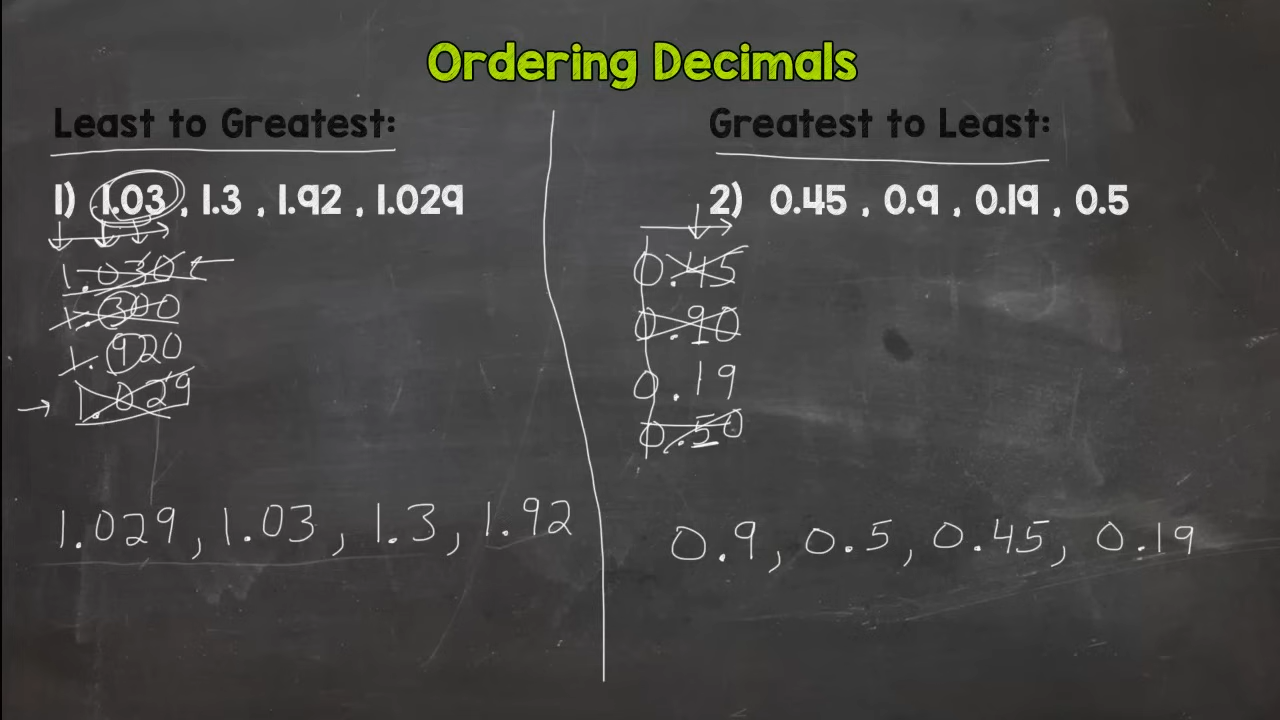 Ordering Decimals
Least to Greatest:
1) 1.03 , 1.3 , 1.92 , 1.029
1.030
1.300
1.920
1.029
1.029, 1.03, 1.3, 1.92
Greatest to Least:
2) 0.45 , 0.9 , 0.19 , 0.5
0.45
0.90
0.19
0.50
0.9, 0.5, 0.45, 0.19